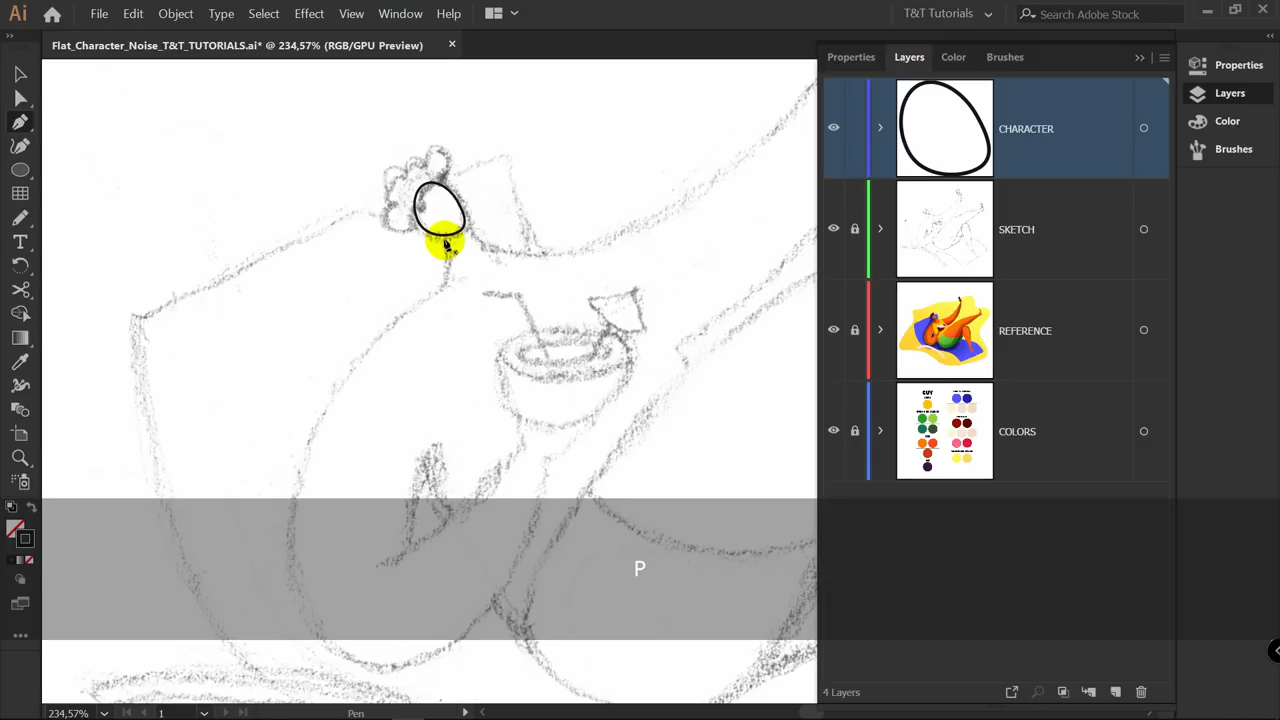 Ai File Edit Object Type Select Effect View Window Help T&T Tutorials Search Adobe Stock
Flat_Character_Noise_T&T_TUTORIALS.ai* @ 234,57% (RGB/GPU Preview)
Properties Layers Color Brushes
CHARACTER
SKETCH
REFERENCE
GUY
COLORS
4 Layers
Properties
Layers
Color
Brushes
P
234,57% 1 Pen